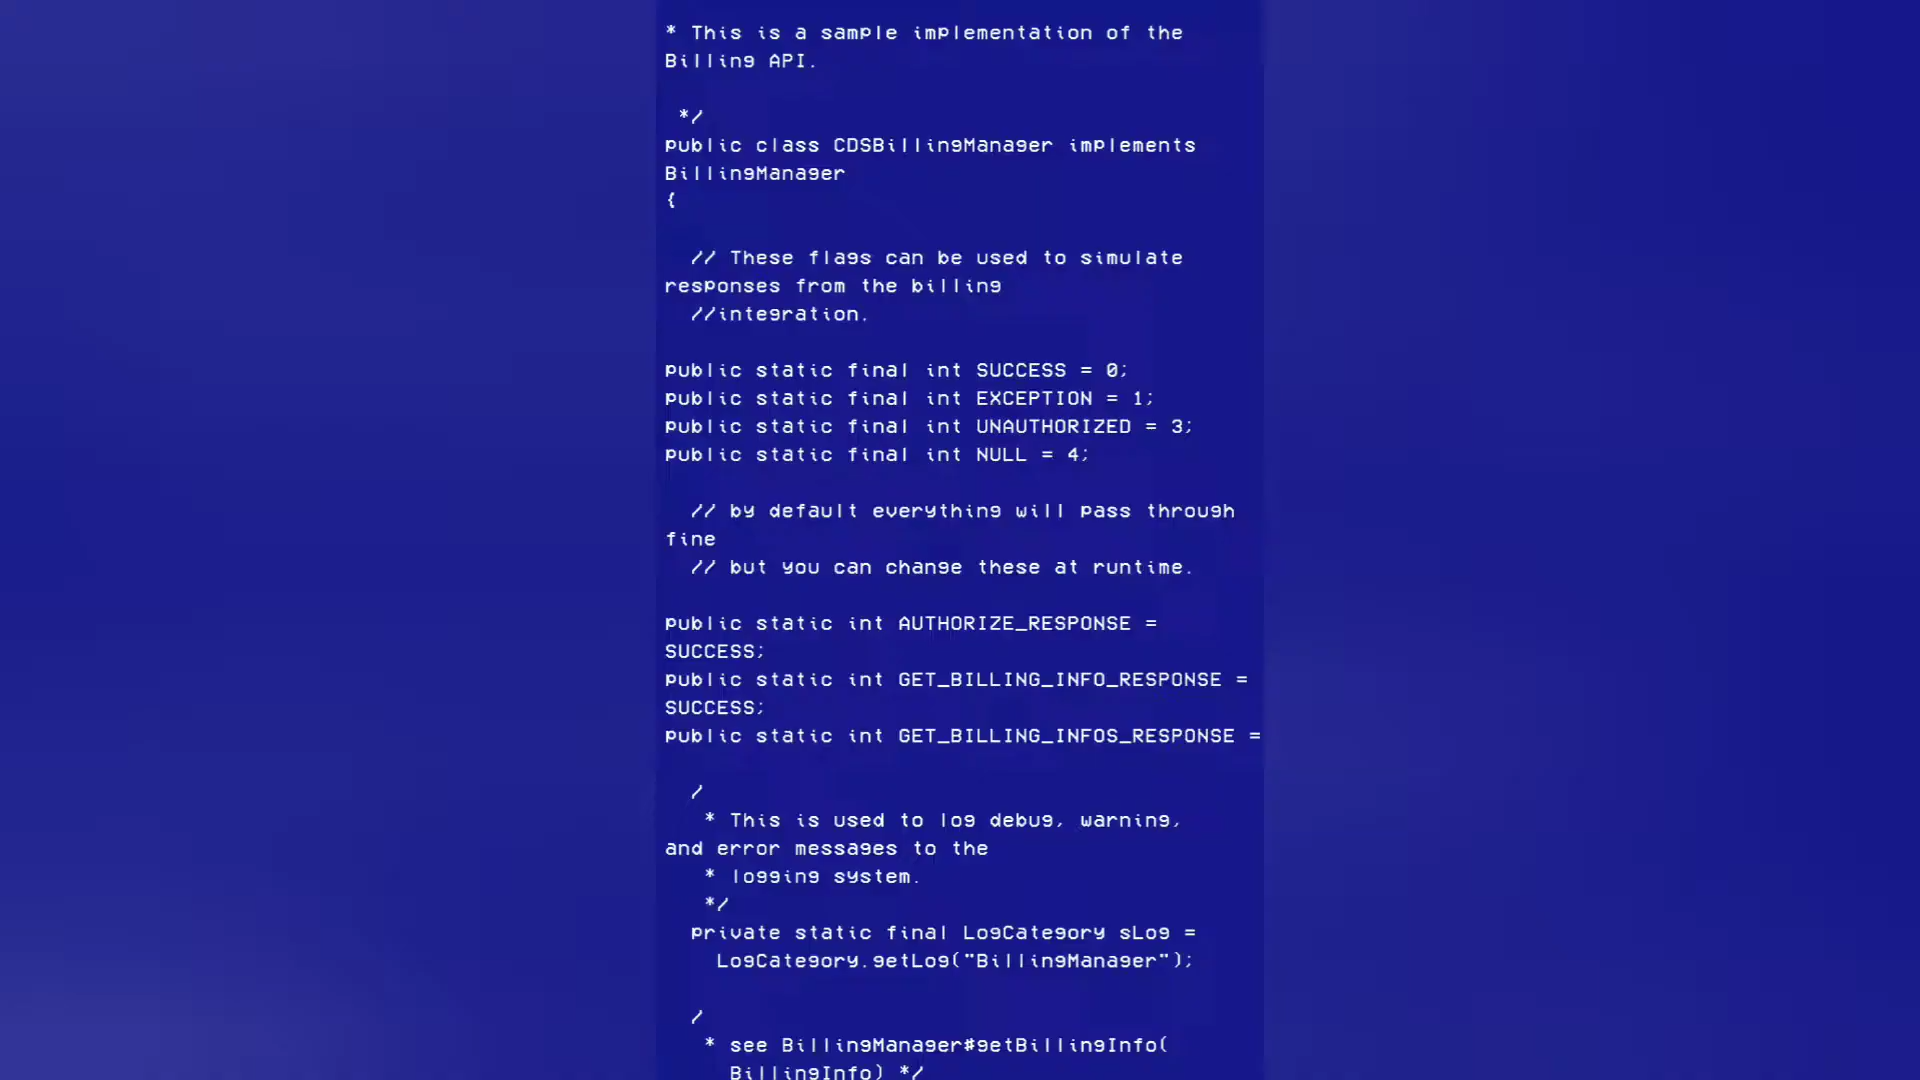 * This is a sample implementation of the
Billing API.
*/
public class CDSBillingManager implements
BillingManager
{
// These flags can be used to simulate
responses from the billing
//integration.
public static final int SUCCESS = 0;
public static final int EXCEPTION = 1;
public static final int UNAUTHORIZED = 3;
public static final int NULL = 4;
// by default everything will pass through
fine
// but you can change these at runtime.
public static int AUTHORIZE_RESPONSE =
SUCCESS;
public static int GET_BILLING_INFO_RESPONSE =
SUCCESS;
public static int GET_BILLING_INFOS_RESPONSE =
/
* This is used to log debug, warning,
and error messages to the
* logging system.
*/
private static final LogCategory sLog =
LogCategory.getLog("BillingManager");
/
* see BillingManager#getBillingInfo(
BillingInfo) */